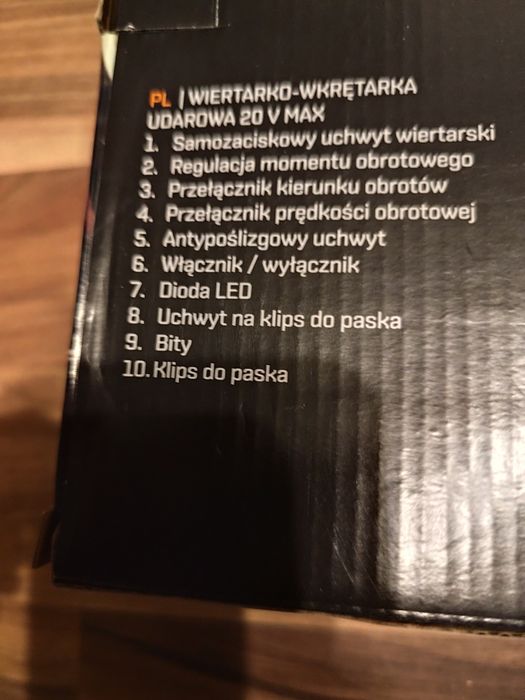 PL | WIERTARKO-WKRĘTARKA
UDAROWA 20 V MAX
1. Samozaciskowy uchwyt wiertarski
2. Regulacja momentu obrotowego
3. Przełącznik kierunku obrotów
4. Przełącznik prędkości obrotowej
5. Antypoślizgowy uchwyt
6. Włącznik / wyłącznik
7. Dioda LED
8. Uchwyt na klips do paska
9. Bity
10. Klips do paska